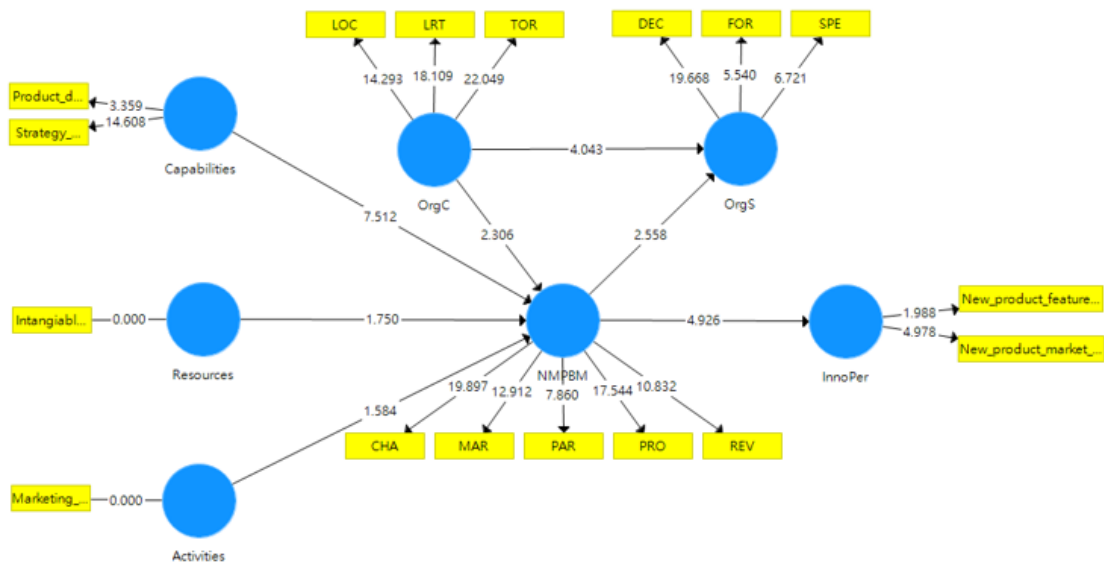 LOC
LRT
TOR
DEC
FOR
SPE
14.293
18.109
22.049
19.668
5.540
6.721
Product_d...
3.359
Strategy_...
14.608
Capabilities
OrgC
4.043
OrgS
7.512
2.306
2.558
Intangiabl...
0.000
Resources
1.750
NMPBM
4.926
InnoPer
1.988
New_product_feature...
4.978
New_product_market_...
1.584
19.897
12.912
7.860
17.544
10.832
CHA
MAR
PAR
PRO
REV
Marketing_...
0.000
Activities